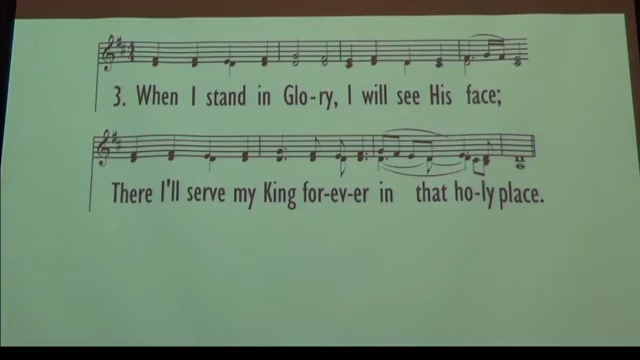 3. When I stand in Glo-ry, I will see His face;
There I'll serve my King for-ev-er in that ho-ly place.